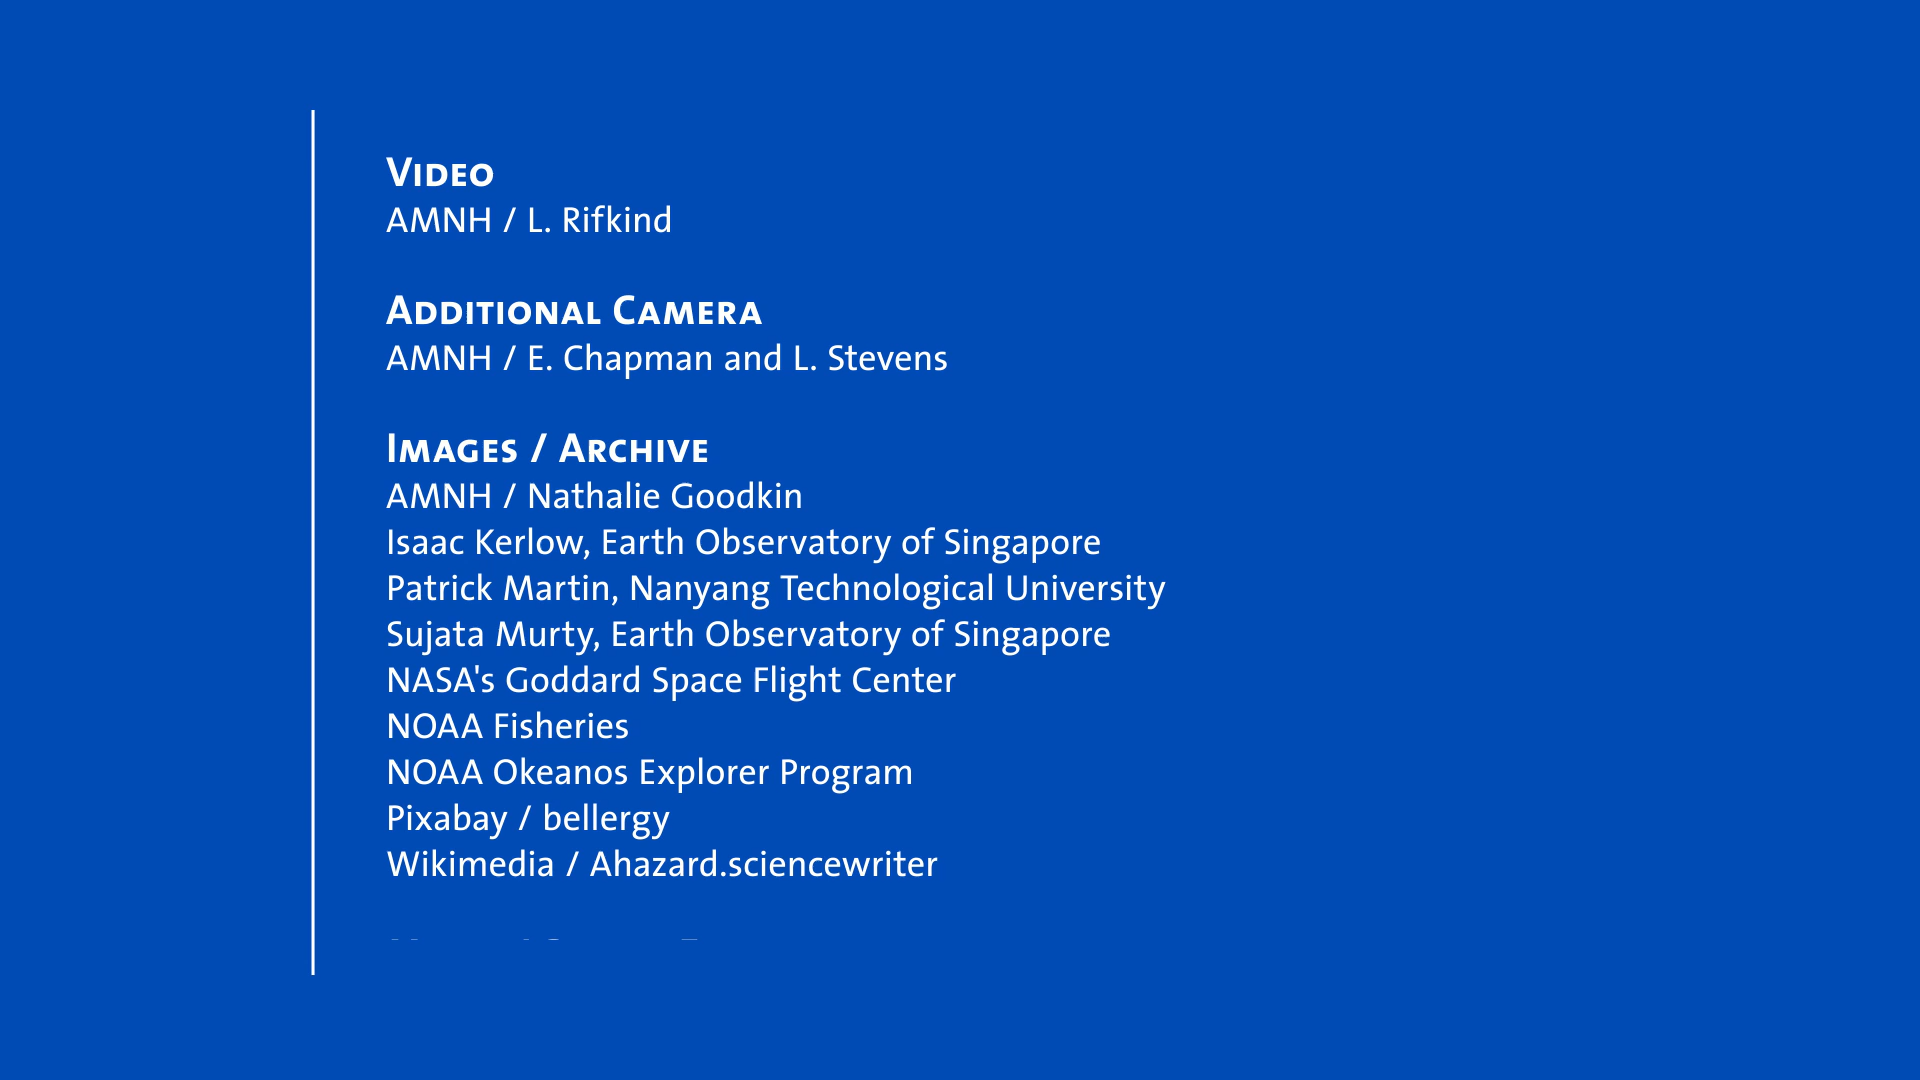 Video
AMNH / L. Rifkind
Additional Camera
AMNH / E. Chapman and L. Stevens
Images / Archive
AMNH / Nathalie Goodkin
Isaac Kerlow, Earth Observatory of Singapore
Patrick Martin, Nanyang Technological University
Sujata Murty, Earth Observatory of Singapore
NASA's Goddard Space Flight Center
NOAA Fisheries
NOAA Okeanos Explorer Program
Pixabay / bellergy
Wikimedia / Ahazard.sciencewriter